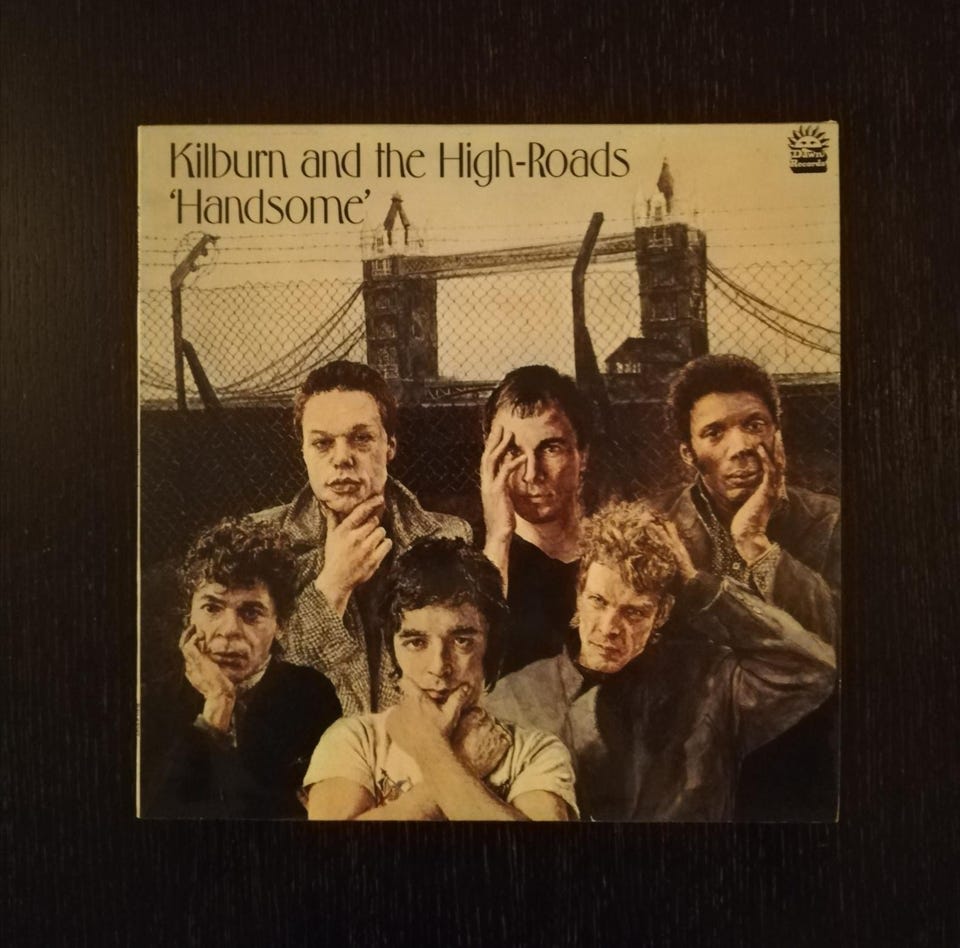 Kilburn and the High-Roads
'Handsome'
Dawn
Records